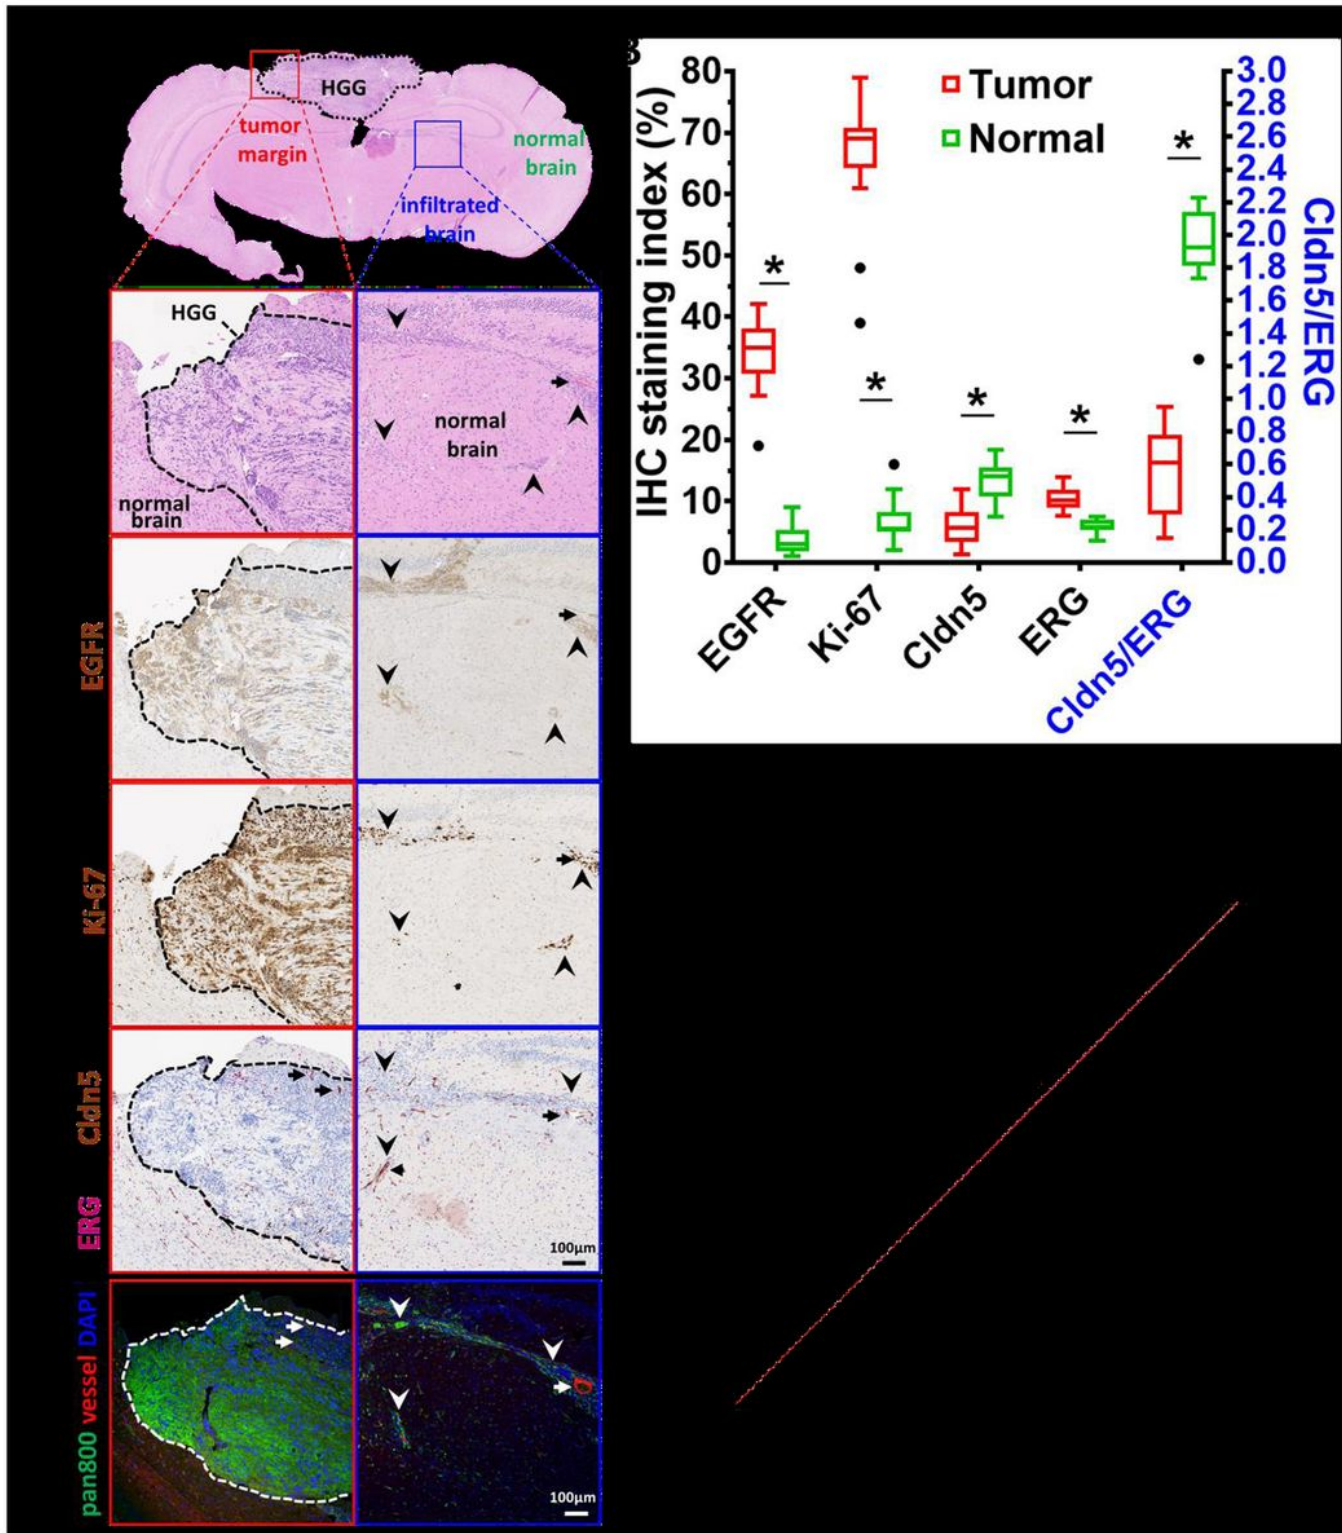 HGG
tumor
margin
normal
brain
infiltrated
brain
HGG
normal
brain
normal
brain
EGFR
Ki-67
Cldn5
ERG
100μm
pan800 vessel DAPI
100μm
IHC staining index (%)
80
70
60
50
40
30
20
10
0
Tumor
Normal
*
*
*
*
*
3.0
2.8
2.6
2.4
2.2
2.0
1.8
1.6
1.4
1.2
1.0
0.8
0.6
0.4
0.2
0.0
Cldn5/ERG
EGFR
Ki-67
Cldn5
ERG
Cldn5/ERG